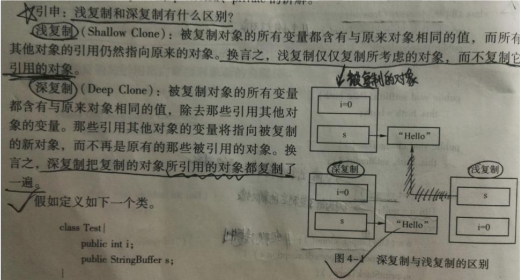 引申：浅复制和深复制有什么区别？
浅复制（Shallow Clone）：被复制对象的所有变量都含有与原来对象相同的值，而所有
其他对象的引用仍然指向原来的对象。换言之，浅复制仅仅复制所考虑的对象，而不复制它
引用的对象。
深复制（Deep Clone）：被复制对象的所有变量
都含有与原来对象相同的值，除去那些引用其他对
象的变量。那些引用其他对象的变量将指向被复制
的新对象，而不再是原有的那些被引用的对象。换
言之，深复制把复制的对象所引用的对象都复制了
一遍。
假如定义如下一个类。
class Test{
public int i;
public StringBuffer s;
被复制的对象
i=0
s
"Hello"
深复制
i=0
s
"Hello"
浅复制
s
i=0
图4-1 深复制与浅复制的区别